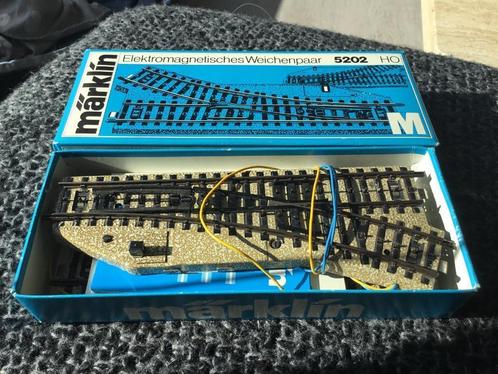 märklin
Elektromagnetisches Weichenpaar 5202 HO
M
märklin